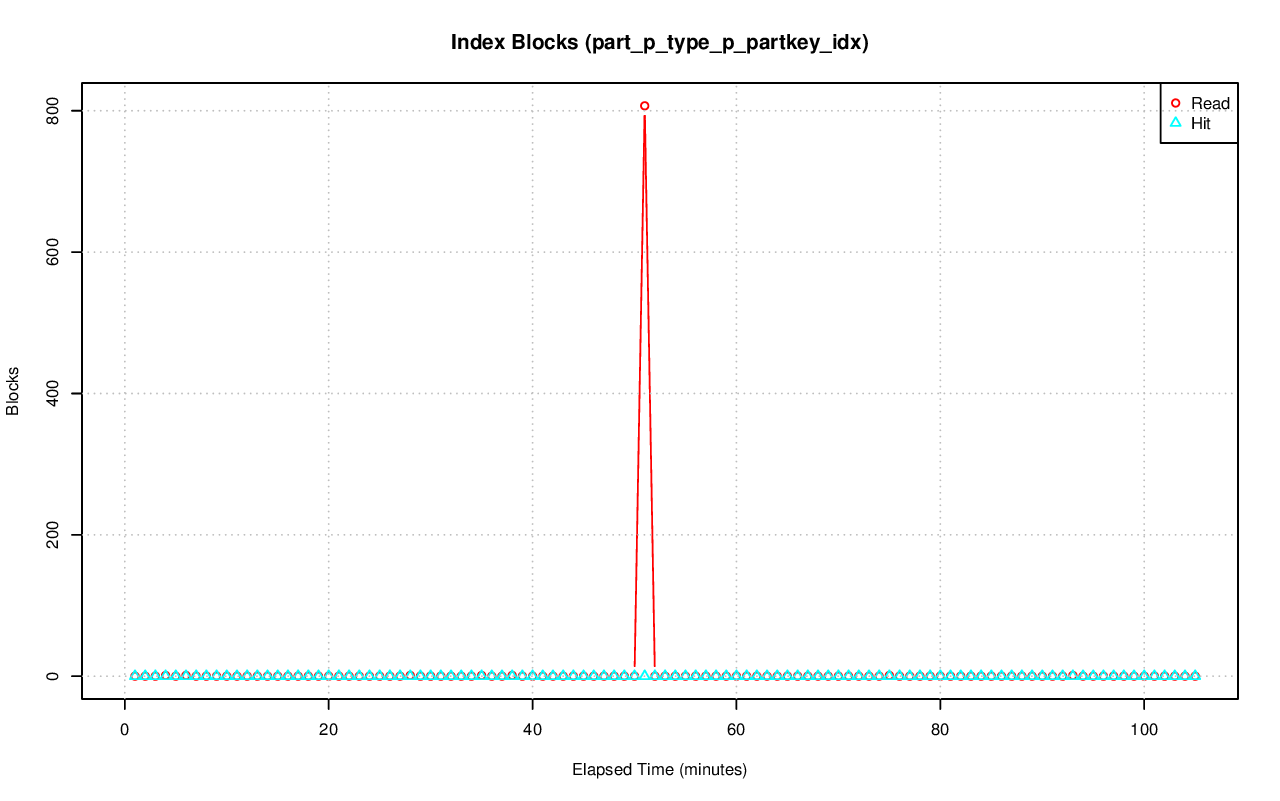 Index Blocks (part_p_type_p_partkey_idx)
Read
Hit
Blocks
800
600
400
200
0
0 20 40 60 80 100
Elapsed Time (minutes)